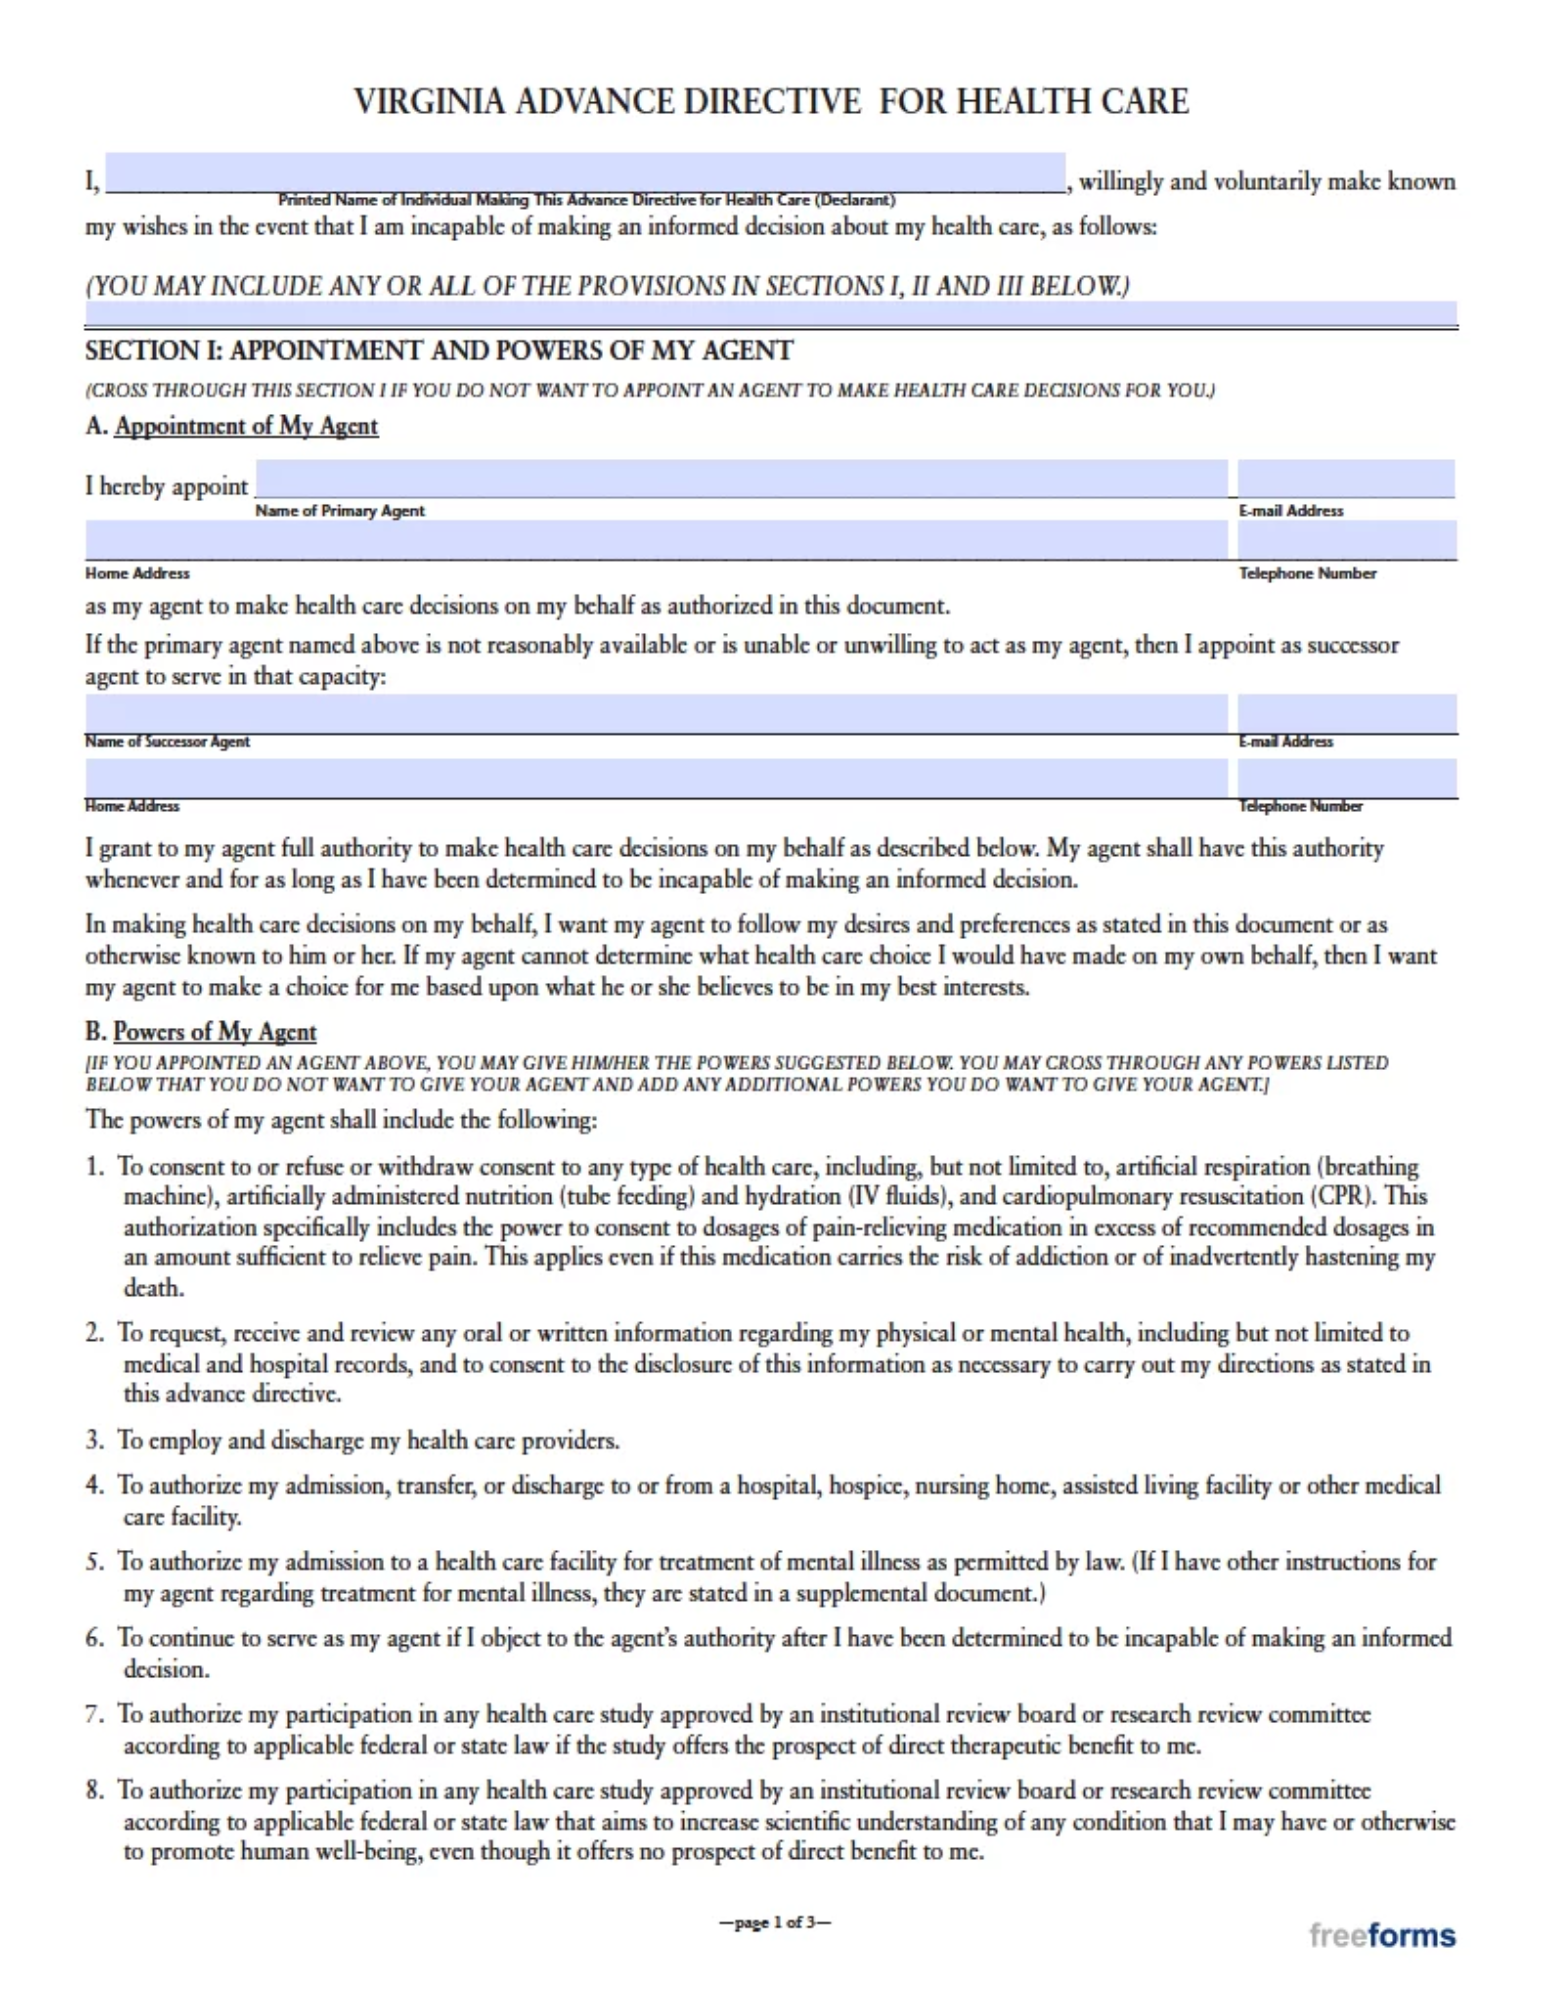 VIRGINIA ADVANCE DIRECTIVE FOR HEALTH CARE
I, , willingly and voluntarily make known
Printed Name of Individual Making This Advance Directive for Health Care (Declarant)
my wishes in the event that I am incapable of making an informed decision about my health care, as follows:
(YOU MAY INCLUDE ANY OR ALL OF THE PROVISIONS IN SECTIONS I, II AND III BELOW.)
SECTION I: APPOINTMENT AND POWERS OF MY AGENT
(CROSS THROUGH THIS SECTION I IF YOU DO NOT WANT TO APPOINT AN AGENT TO MAKE HEALTH CARE DECISIONS FOR YOU.)
A. Appointment of My Agent
I hereby appoint
Name of Primary Agent E-mail Address
Home Address Telephone Number
as my agent to make health care decisions on my behalf as authorized in this document.
If the primary agent named above is not reasonably available or is unable or unwilling to act as my agent, then I appoint as successor
agent to serve in that capacity:
Name of Successor Agent E-mail Address
Home Address Telephone Number
I grant to my agent full authority to make health care decisions on my behalf as described below. My agent shall have this authority
whenever and for as long as I have been determined to be incapable of making an informed decision.
In making health care decisions on my behalf, I want my agent to follow my desires and preferences as stated in this document or as
otherwise known to him or her. If my agent cannot determine what health care choice I would have made on my own behalf, then I want
my agent to make a choice for me based upon what he or she believes to be in my best interests.
B. Powers of My Agent
[IF YOU APPOINTED AN AGENT ABOVE, YOU MAY GIVE HIM/HER THE POWERS SUGGESTED BELOW. YOU MAY CROSS THROUGH ANY POWERS LISTED
BELOW THAT YOU DO NOT WANT TO GIVE YOUR AGENT AND ADD ANY ADDITIONAL POWERS YOU DO WANT TO GIVE YOUR AGENT.]
The powers of my agent shall include the following:
1. To consent to or refuse or withdraw consent to any type of health care, including, but not limited to, artificial respiration (breathing
machine), artificially administered nutrition (tube feeding) and hydration (IV fluids), and cardiopulmonary resuscitation (CPR). This
authorization specifically includes the power to consent to dosages of pain-relieving medication in excess of recommended dosages in
an amount sufficient to relieve pain. This applies even if this medication carries the risk of addiction or of inadvertently hastening my
death.
2. To request, receive and review any oral or written information regarding my physical or mental health, including but not limited to
medical and hospital records, and to consent to the disclosure of this information as necessary to carry out my directions as stated in
this advance directive.
3. To employ and discharge my health care providers.
4. To authorize my admission, transfer, or discharge to or from a hospital, hospice, nursing home, assisted living facility or other medical
care facility.
5. To authorize my admission to a health care facility for treatment of mental illness as permitted by law. (If I have other instructions for
my agent regarding treatment for mental illness, they are stated in a supplemental document.)
6. To continue to serve as my agent if I object to the agent's authority after I have been determined to be incapable of making an informed
decision.
7. To authorize my participation in any health care study approved by an institutional review board or research review committee
according to applicable federal or state law if the study offers the prospect of direct therapeutic benefit to me.
8. To authorize my participation in any health care study approved by an institutional review board or research review committee
according to applicable federal or state law that aims to increase scientific understanding of any condition that I may have or otherwise
to promote human well-being, even though it offers no prospect of direct benefit to me.
—page 1 of 3—
freeforms